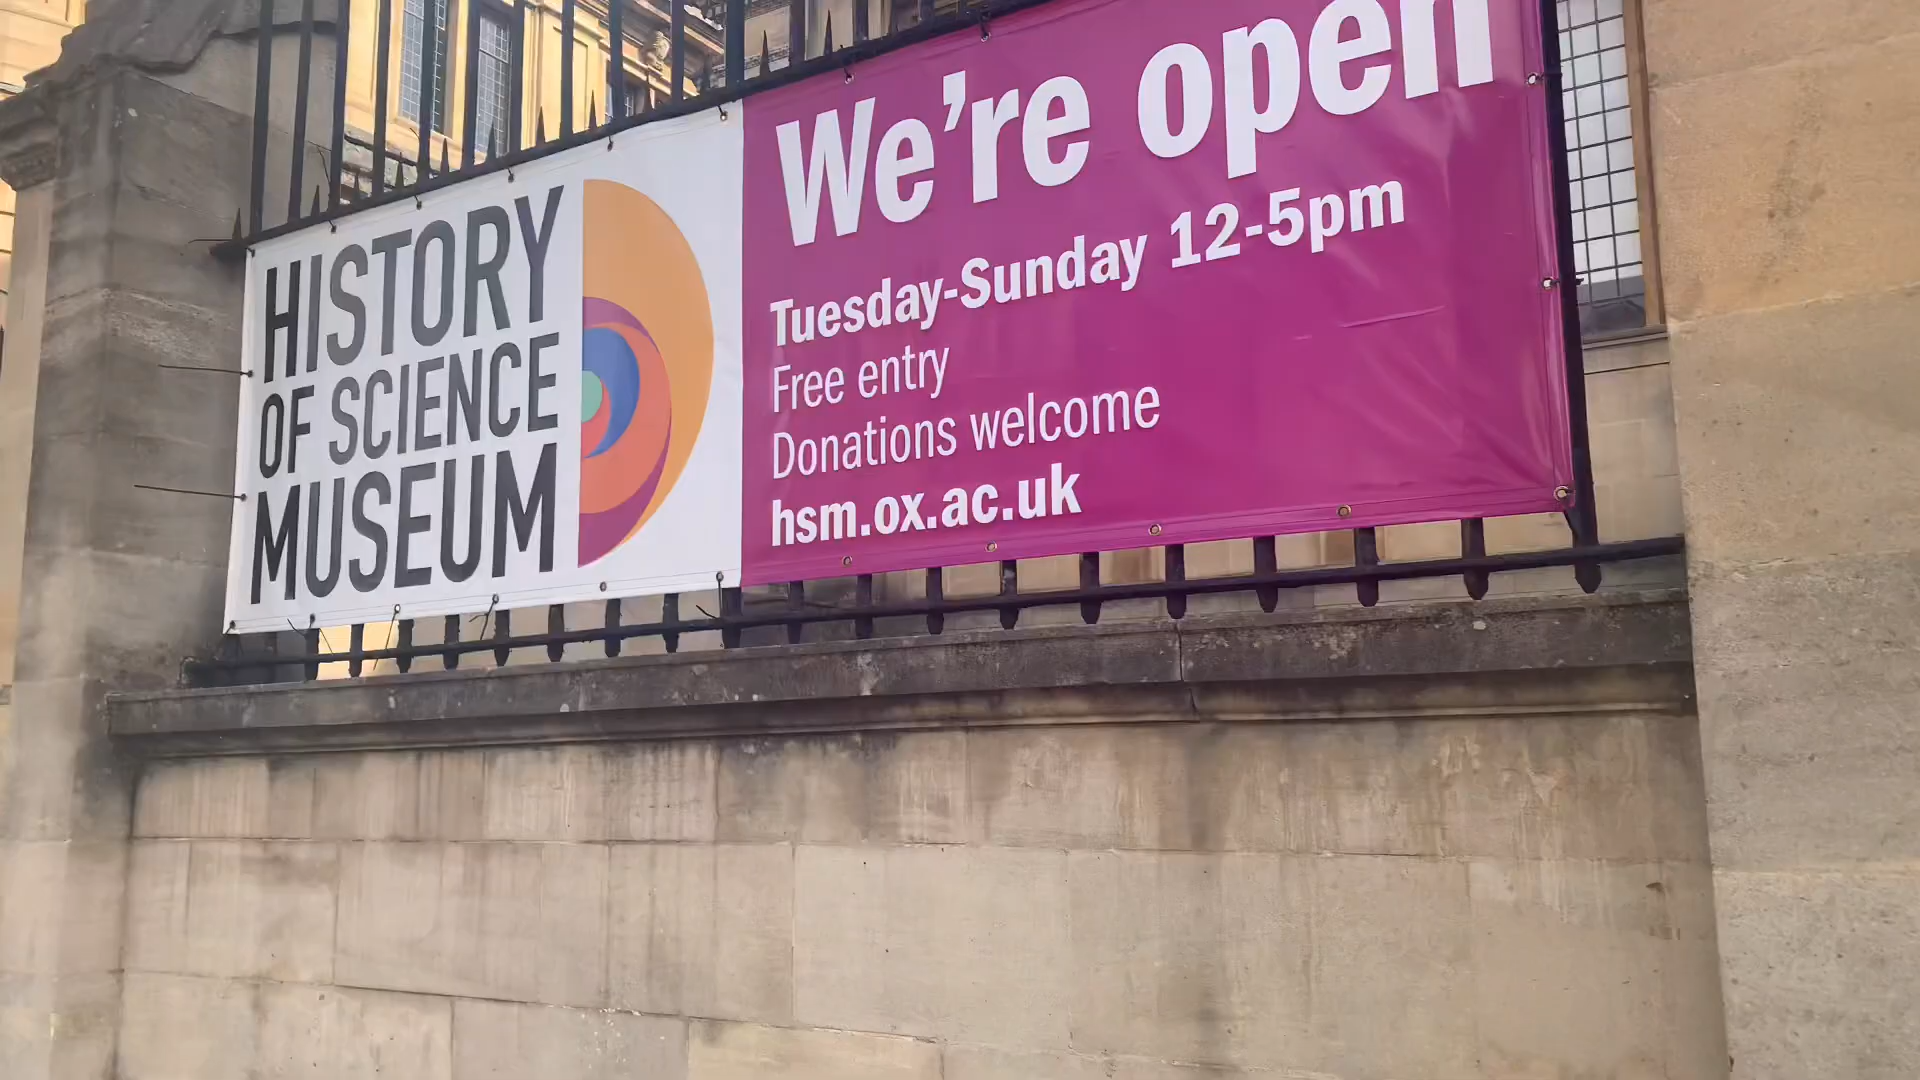 HISTORY
OF SCIENCE
MUSEUM
We're open
Tuesday-Sunday 12-5pm
Free entry
Donations welcome
hsm.ox.ac.uk